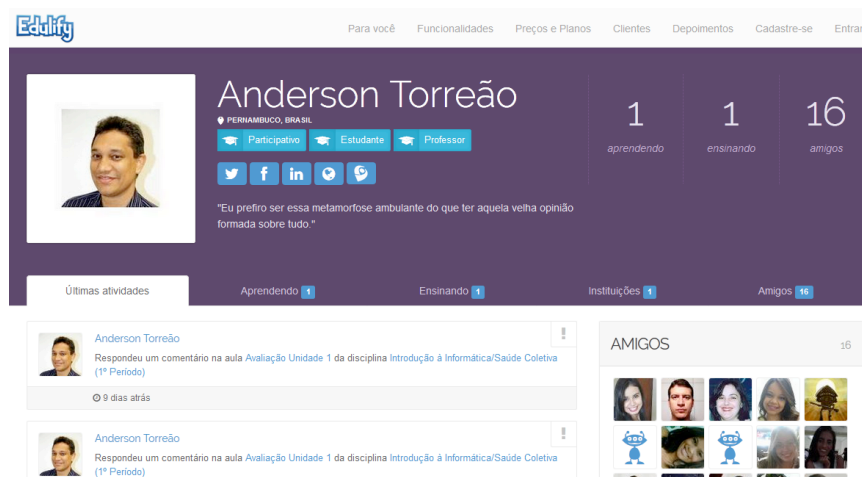 Edulify
Para você Funcionalidades Preços e Planos Clientes Depoimentos Cadastre-se Entrar
Anderson Torreão
PERNAMBUCO, BRASIL
Participativo Estudante Professor
"Eu prefiro ser essa metamorfose ambulante do que ter aquela velha opinião
formada sobre tudo."
1 1 16
aprendendo ensinando amigos
Últimas atividades Aprendendo 1 Ensinando 1 Instituições 1 Amigos 16
Anderson Torreão
Respondeu um comentário na aula Avaliação Unidade 1 da disciplina Introdução à Informática/Saúde Coletiva
(1º Período)
9 dias atrás
Anderson Torreão
Respondeu um comentário na aula Avaliação Unidade 1 da disciplina Introdução à Informática/Saúde Coletiva
(1º Período)
AMIGOS 16